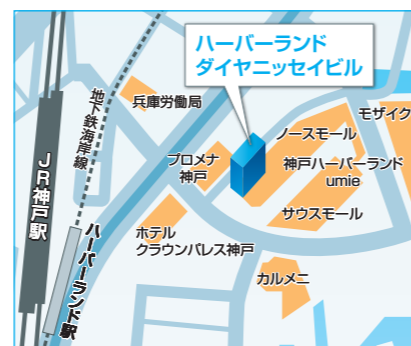 ハーバーランド
ダイヤニッセイビル
兵庫労働局
地下鉄海岸線
モザイク
ノースモール
プロメナ
神戸
神戸ハーバーランド
umie
JR神戸駅
サウスモール
ホテル
クラウンパレス神戸
ハーバーランド駅
カルメニ